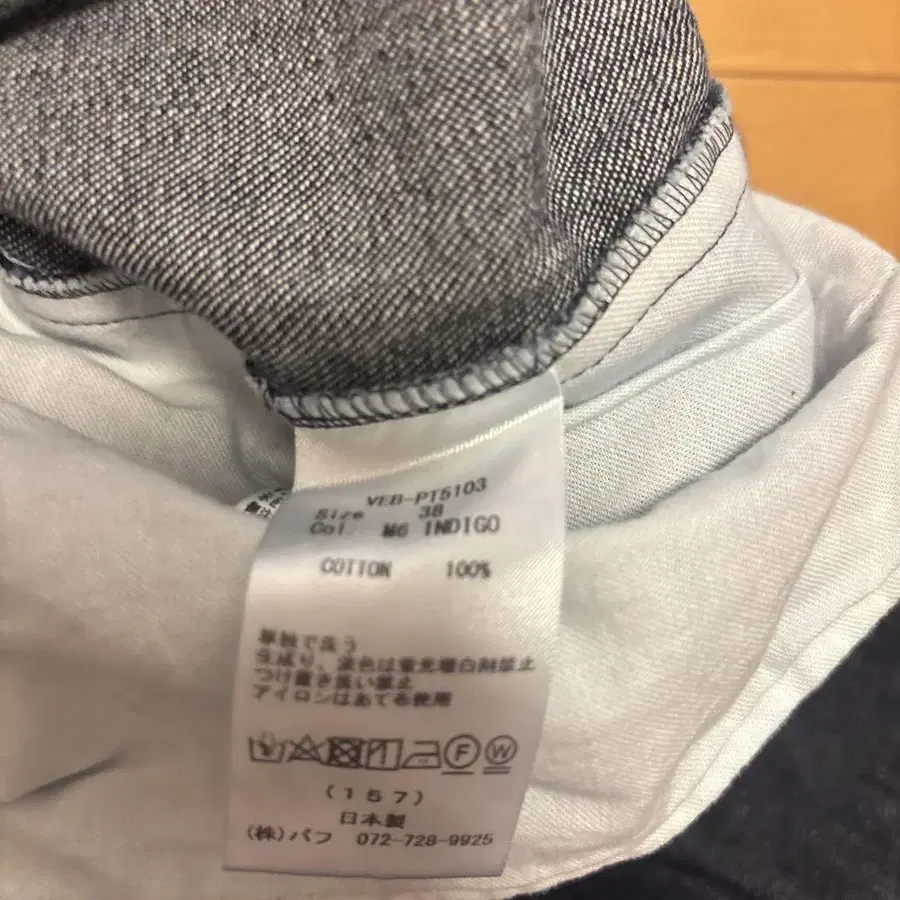 VEB-PT5103
Size 38
Col M6 INDIGO
COTTON 100%
単独で洗う
生成り、淡色は蛍光増白剤禁止
つけ置き洗い禁止
アイロンはあて布使用
F W
(157)
日本製
(株)パフ 072-728-9925